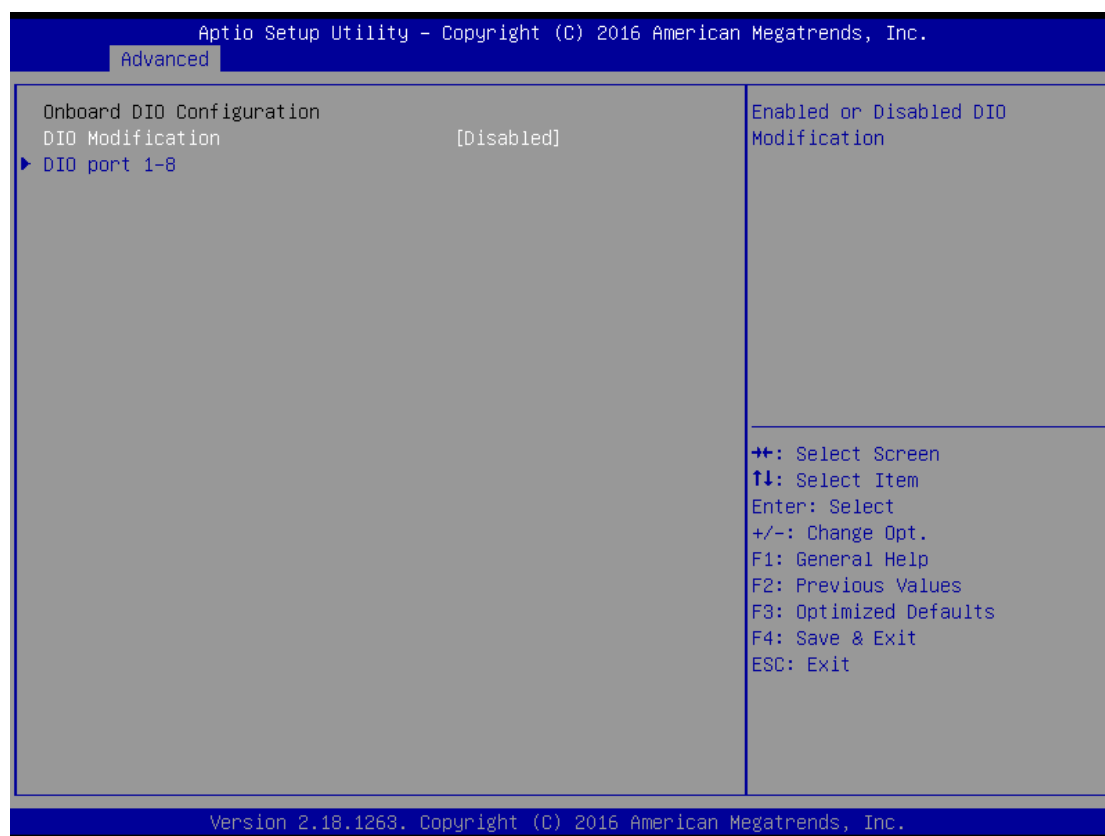 Aptio Setup Utility – Copyright (C) 2016 American Megatrends, Inc.
Advanced
Onboard DIO Configuration
DIO Modification [Disabled]
▶ DIO port 1-8
Enabled or Disabled DIO
Modification
→←: Select Screen
↑↓: Select Item
Enter: Select
+/-: Change Opt.
F1: General Help
F2: Previous Values
F3: Optimized Defaults
F4: Save & Exit
ESC: Exit
Version 2.18.1263. Copyright (C) 2016 American Megatrends, Inc.